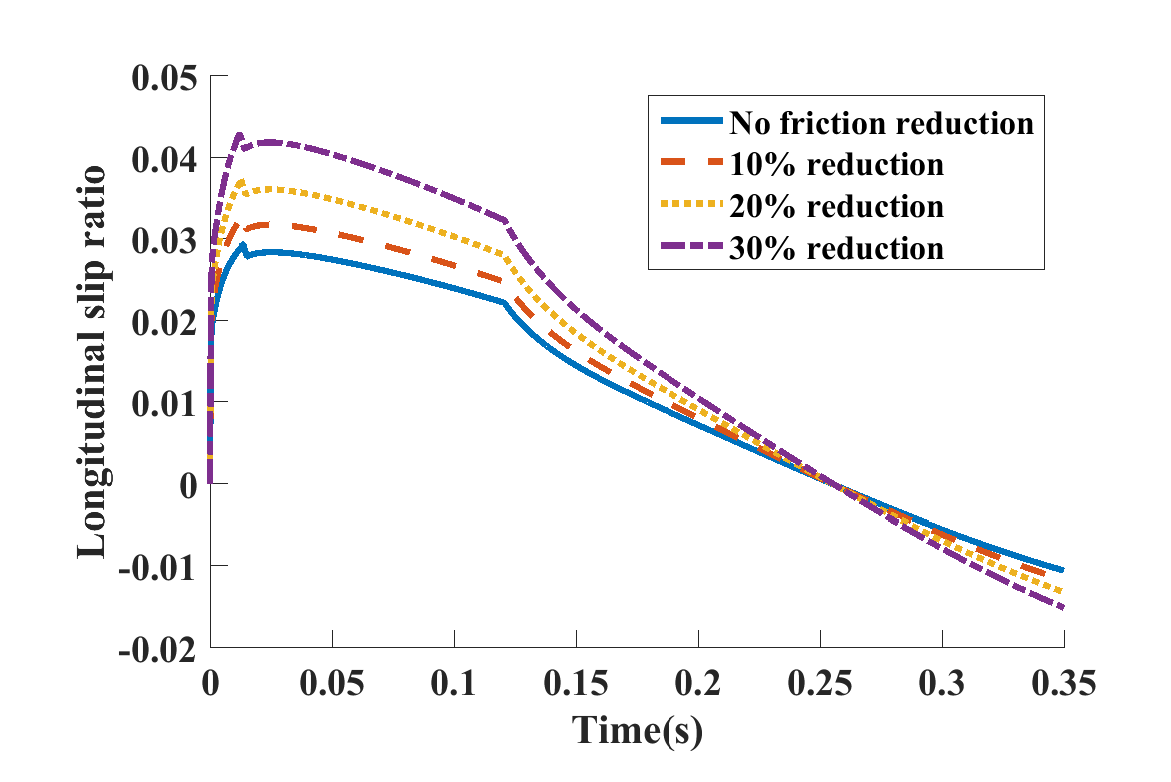 0.05
0.04
0.03
0.02
0.01
0
-0.01
-0.02
Longitudinal slip ratio
No friction reduction
10% reduction
20% reduction
30% reduction
0 0.05 0.1 0.15 0.2 0.25 0.3 0.35
Time(s)